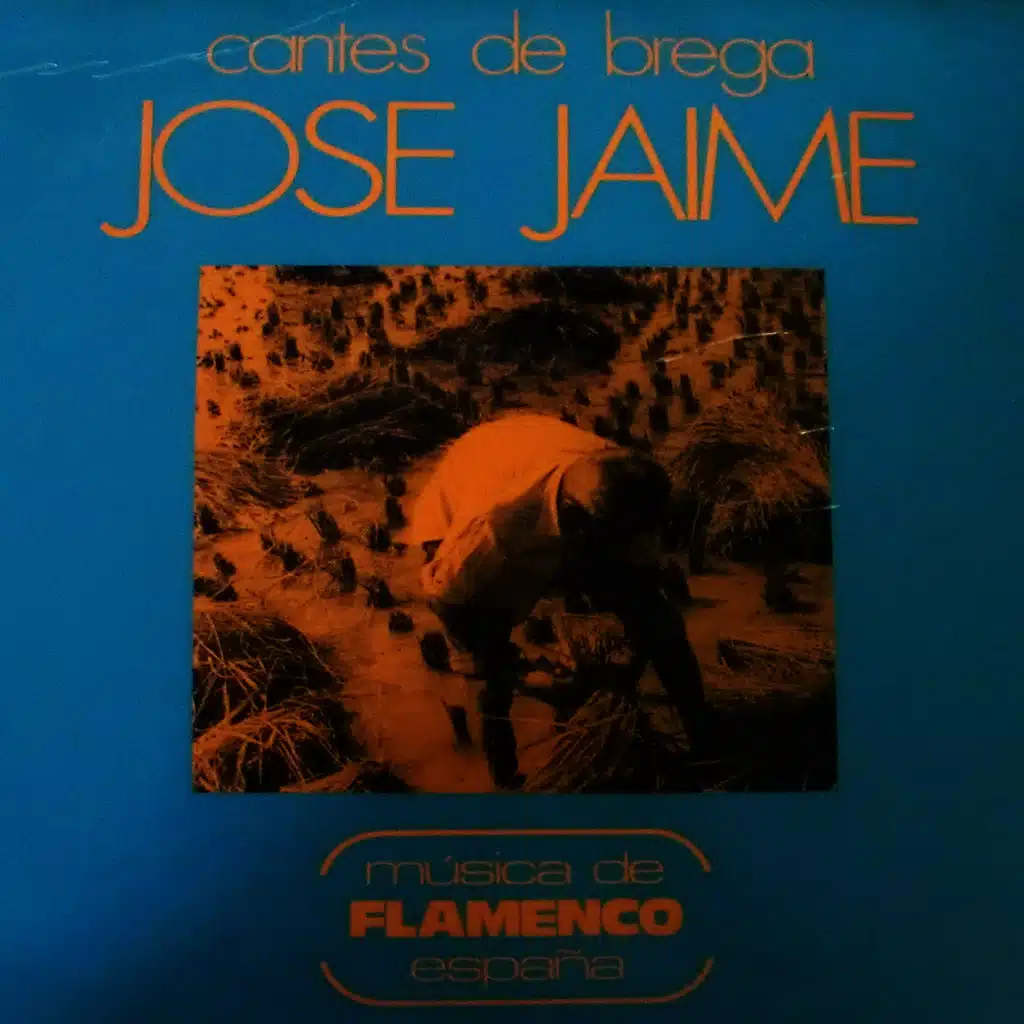 cantes de brega
JOSE JAIME
música de
FLAMENCO
españa